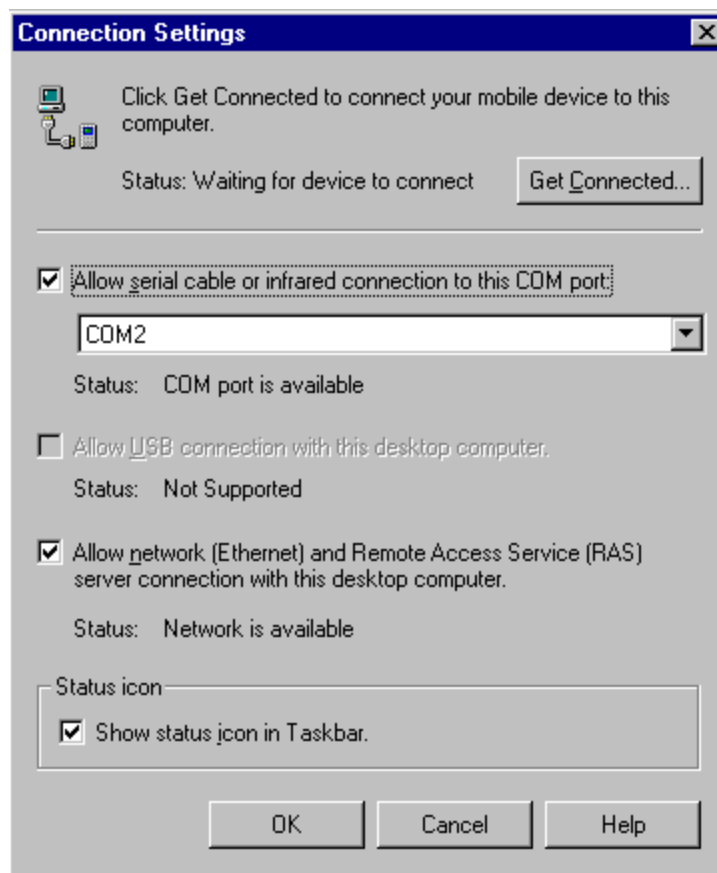 Connection Settings
Click Get Connected to connect your mobile device to this
computer.
Status: Waiting for device to connect
Get Connected...
Allow serial cable or infrared connection to this COM port:
COM2
Status: COM port is available
Allow USB connection with this desktop computer.
Status: Not Supported
Allow network (Ethernet) and Remote Access Service (RAS)
server connection with this desktop computer.
Status: Network is available
Status icon
Show status icon in Taskbar.
OK Cancel Help